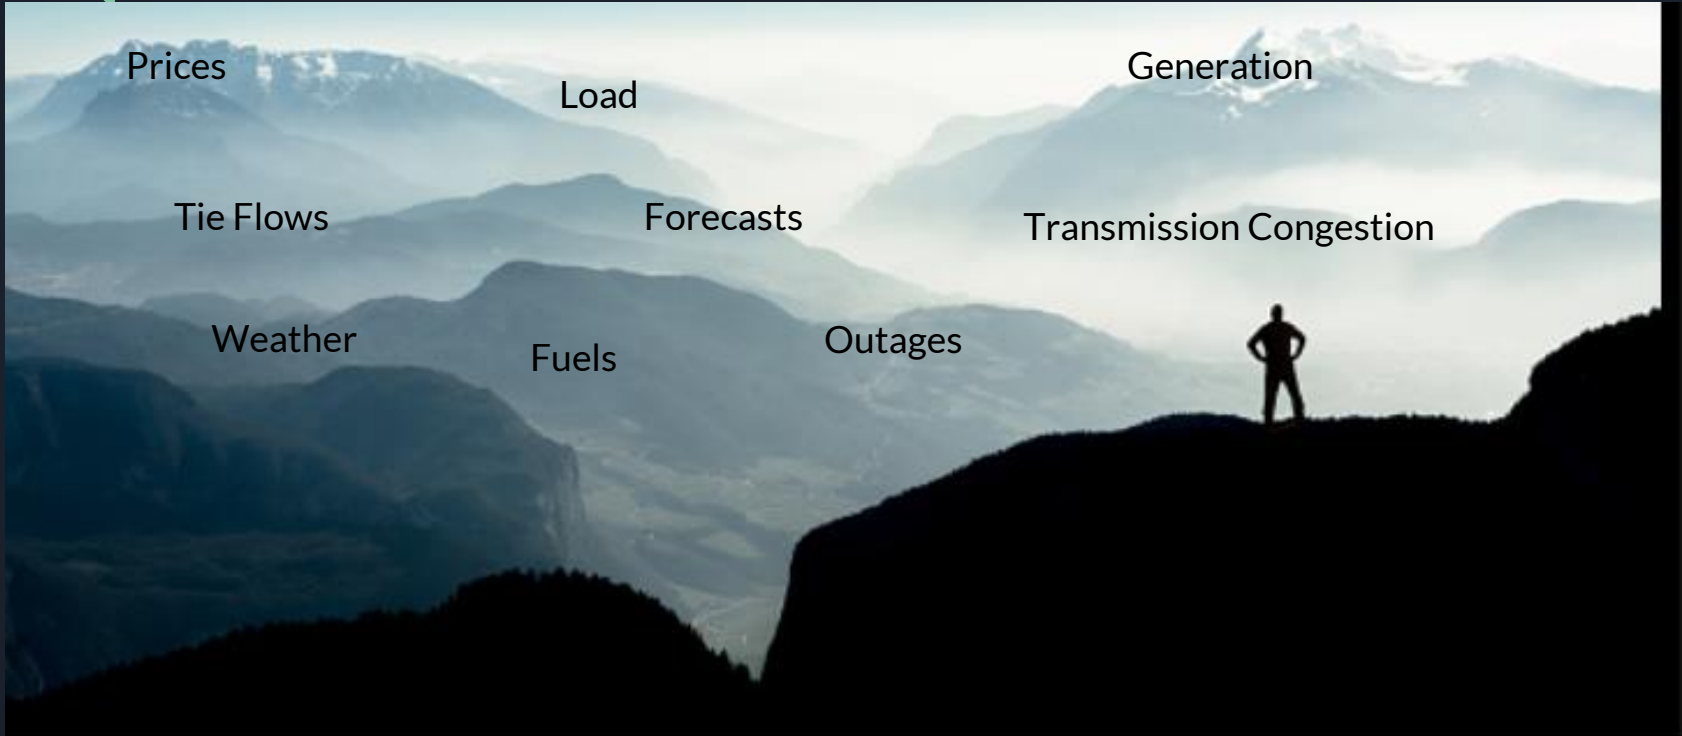 Prices
Load
Generation
Tie Flows
Forecasts
Transmission Congestion
Weather
Fuels
Outages